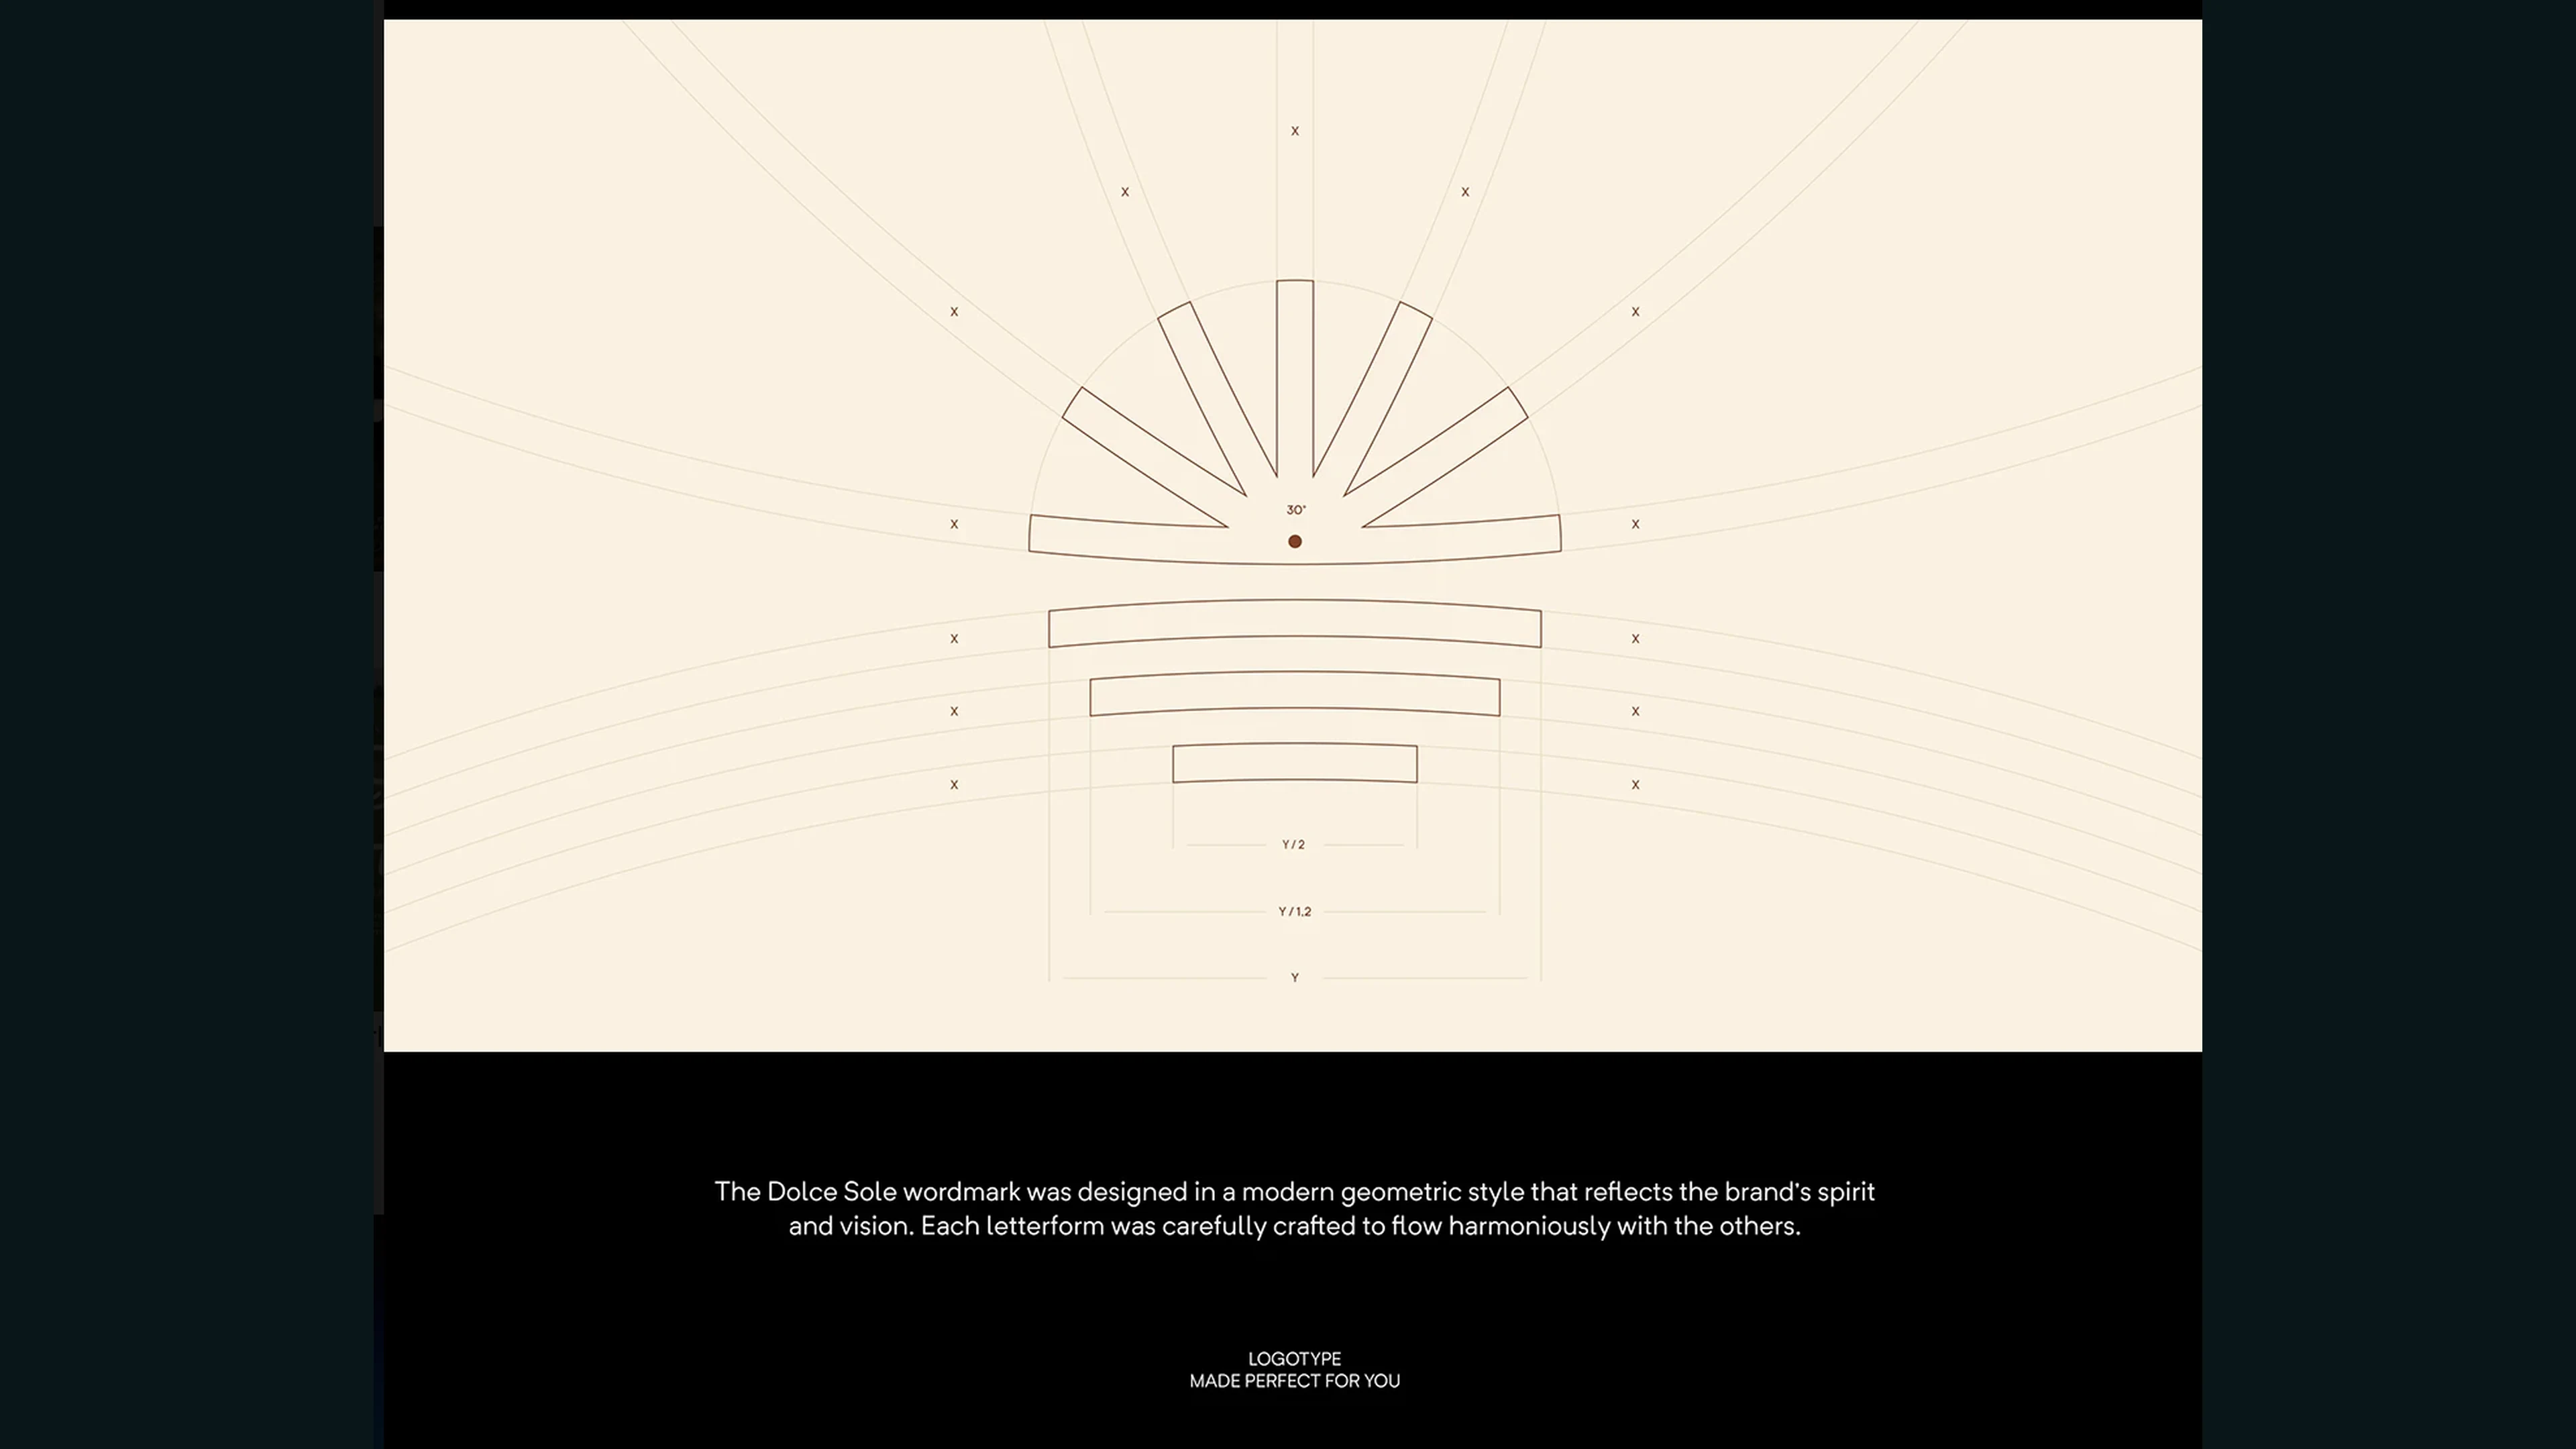 X
X X
X X
30°
X X
X X
X X
X X
Y / 2
Y / 1.2
Y
The Dolce Sole wordmark was designed in a modern geometric style that reflects the brand's spirit
and vision. Each letterform was carefully crafted to flow harmoniously with the others.
LOGOTYPE
MADE PERFECT FOR YOU